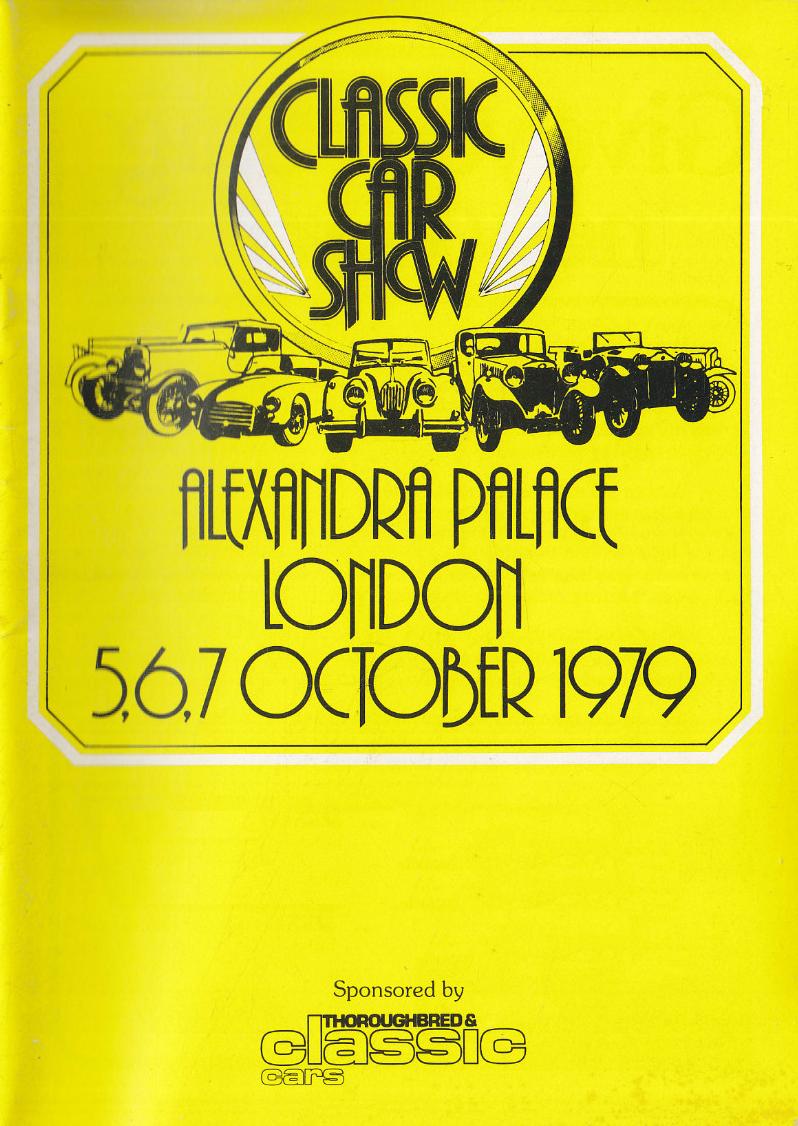 CLASSIC
CAR
SHOW
ALEXANDRA PALACE
LONDON
5,6,7 OCTOBER 1979
Sponsored by
THOROUGHBRED &
classic
cars